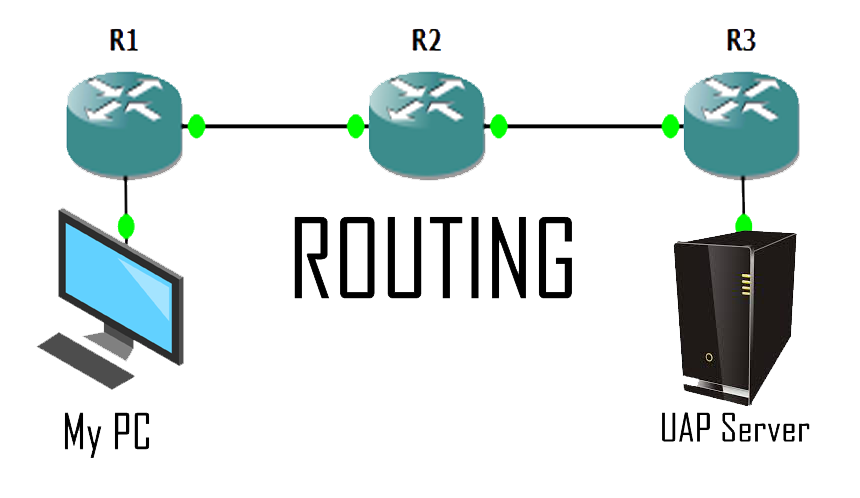 R1
R2
R3
ROUTING
My PC
UAP Server